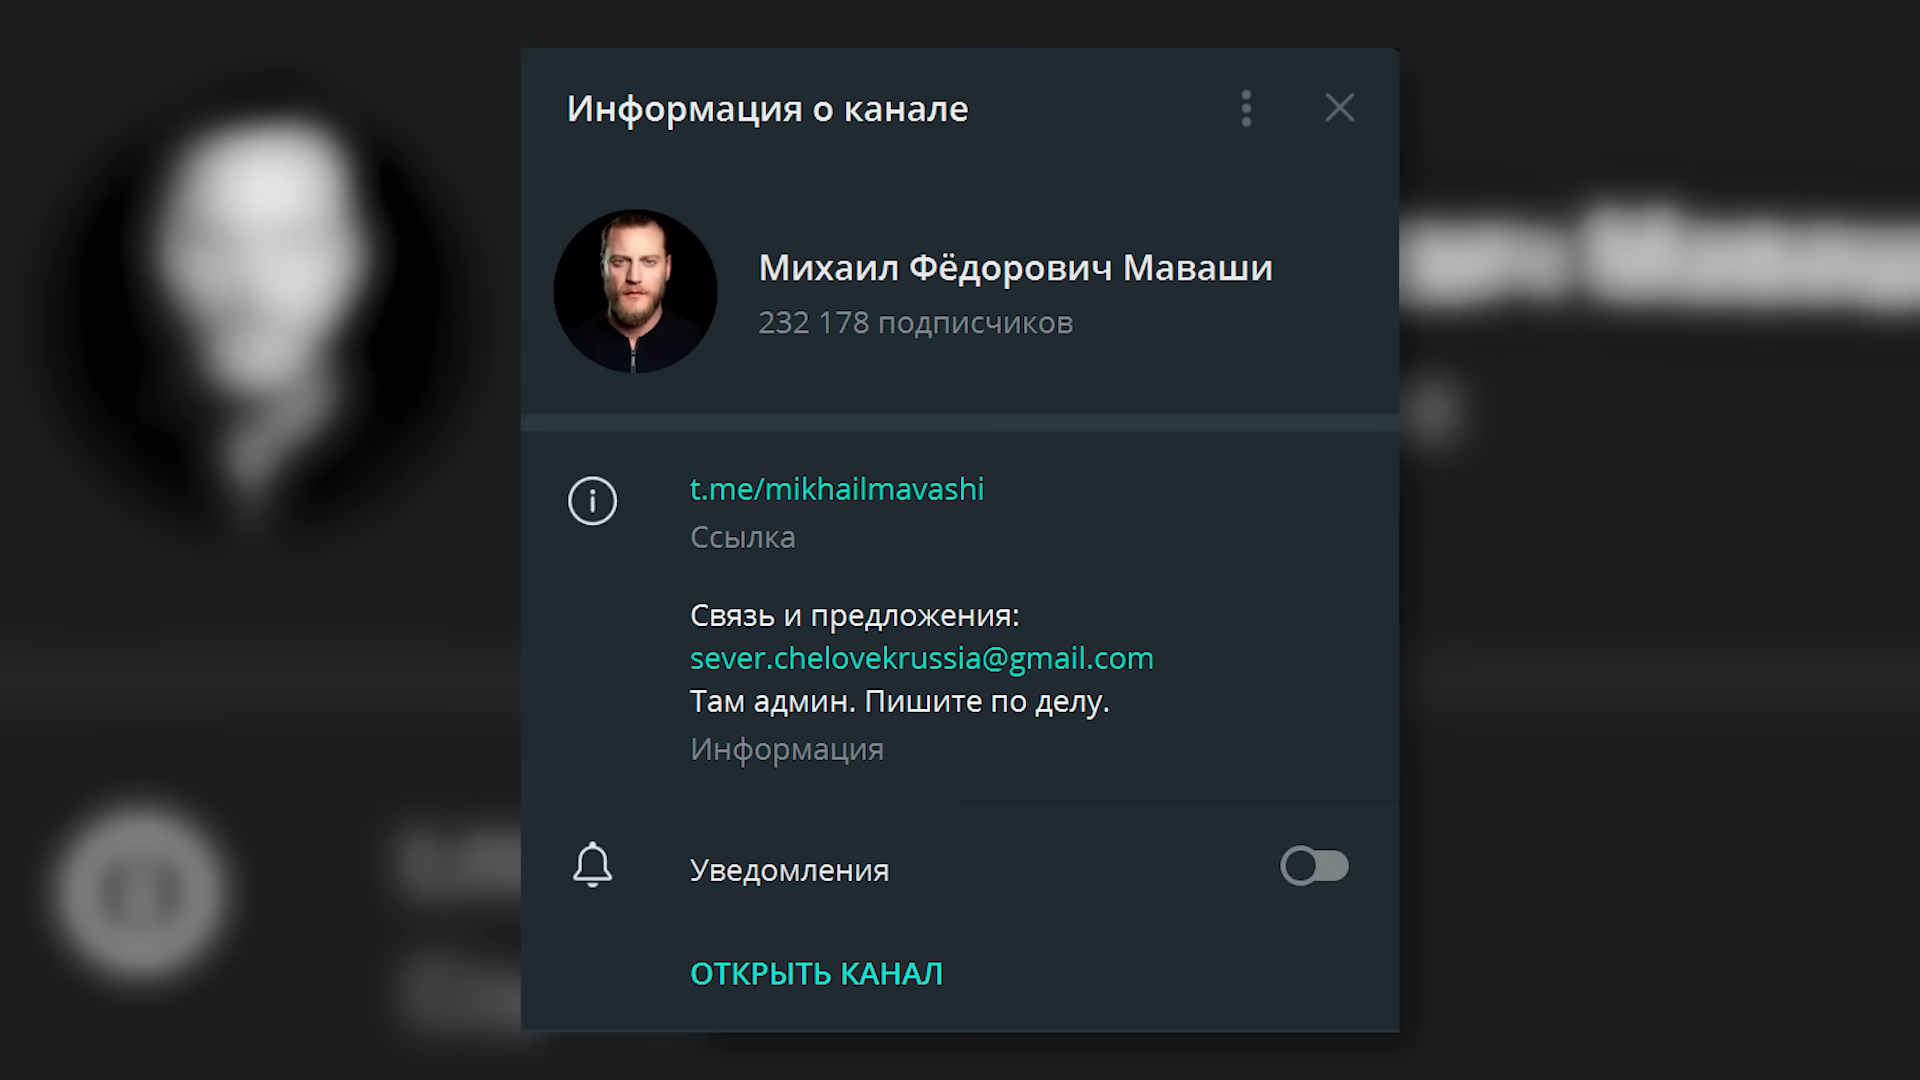 Информация о канале
Михаил Фёдорович Маваши
232 178 подписчиков
t.me/mikhailmavashi
Ссылка
Связь и предложения:
sever.chelovekrussia@gmail.com
Там админ. Пишите по делу.
Информация
Уведомления
ОТКРЫТЬ КАНАЛ